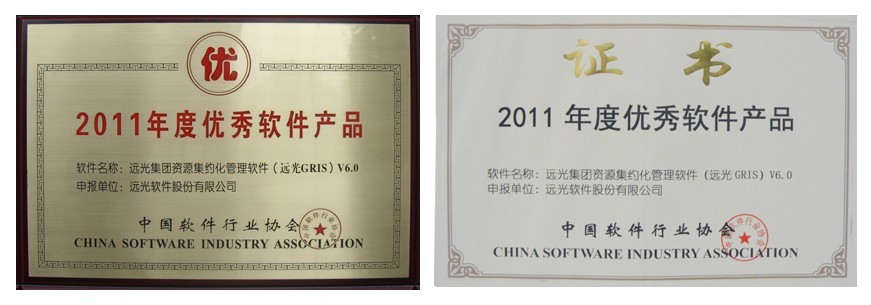 优
2011年度优秀软件产品
软件名称：远光集团资源集约化管理软件（远光GRIS）V6.0
申报单位：远光软件股份有限公司
中国软件行业协会
CHINA SOFTWARE INDUSTRY ASSOCIATION
证书
2011 年度优秀软件产品
软件名称：远光集团资源集约化管理软件（远光 GRIS）V6.0
申报单位：远光软件股份有限公司
中国软件行业协会
CHINA SOFTWARE INDUSTRY ASSOCIATION